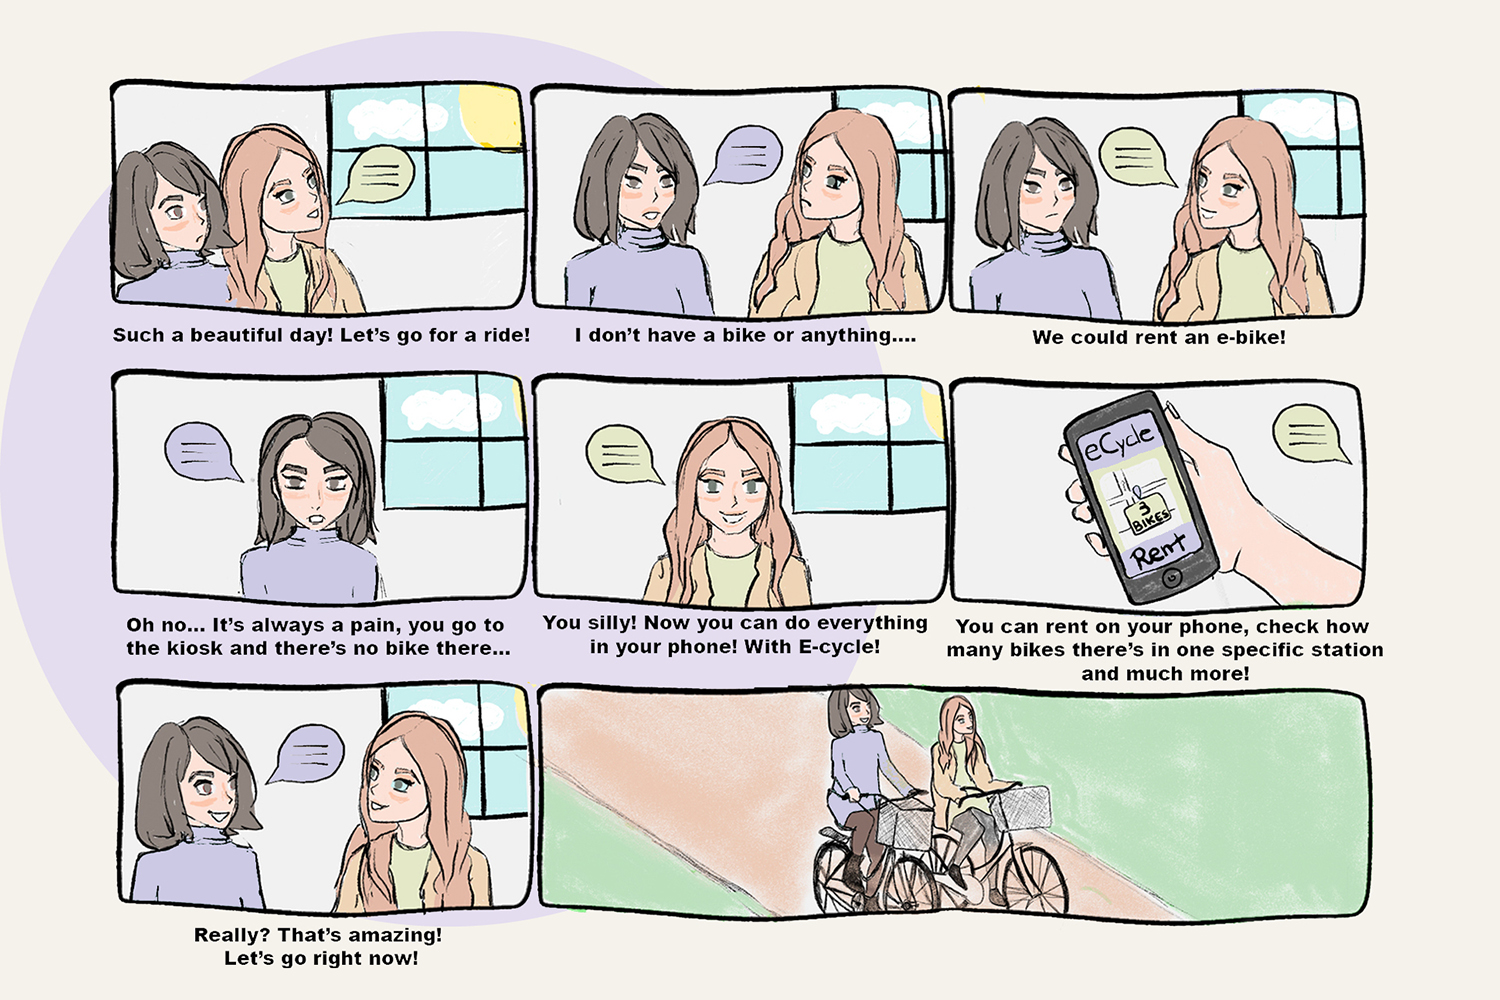 Such a beautiful day! Let's go for a ride!
I don't have a bike or anything....
We could rent an e-bike!
Oh no... It's always a pain, you go to
the kiosk and there's no bike there...
You silly! Now you can do everything
in your phone! With E-cycle!
eCycle
3
BIKES
Rent
You can rent on your phone, check how
many bikes there's in one specific station
and much more!
Really? That's amazing!
Let's go right now!